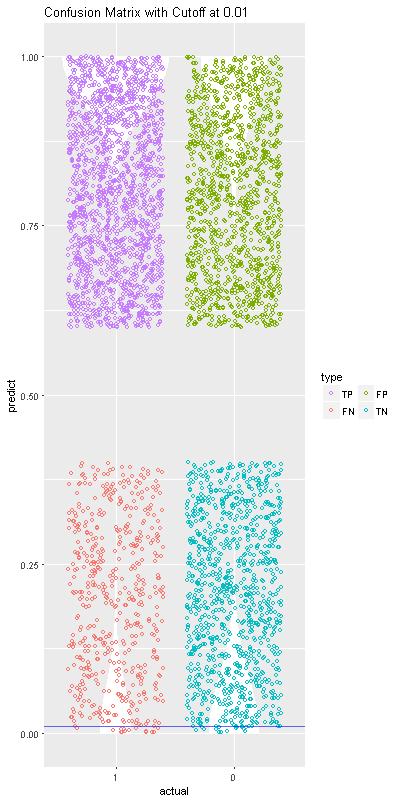 Confusion Matrix with Cutoff at 0.01
1.00
0.75
0.50
0.25
0.00
predict
1 0
actual
type
TP FP
FN TN